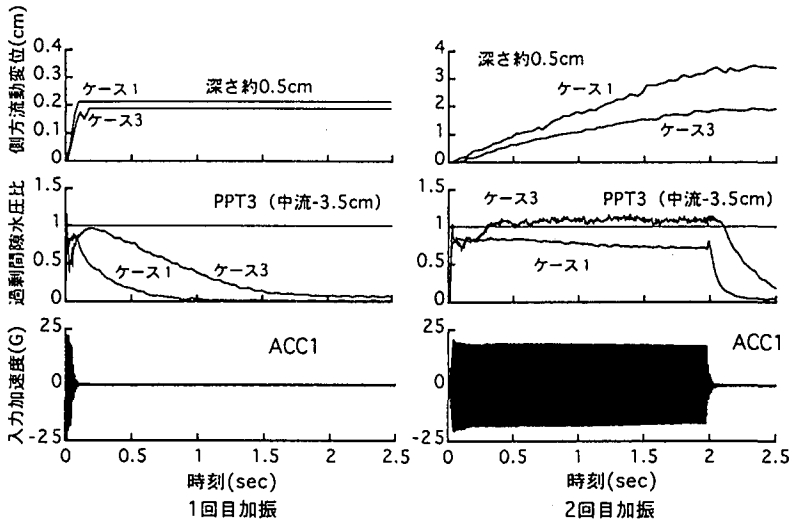 側方流動変位(cm)
0.4
0.3
0.2
0.1
0
ケース1
深さ約0.5cm
ケース3
4
3
2
1
0
深さ約0.5cm
ケース1
ケース3
過剰間隙水圧比
1.5
1
0.5
0
PPT3（中流-3.5cm）
ケース1
ケース3
1.5
1
0.5
0
ケース3
PPT3（中流-3.5cm）
ケース1
入力加速度(G)
25
0
-25
ACC1
0 0.5 1 1.5 2 2.5
時刻(sec)
1回目加振
25
0
-25
ACC1
0 0.5 1 1.5 2 2.5
時刻(sec)
2回目加振